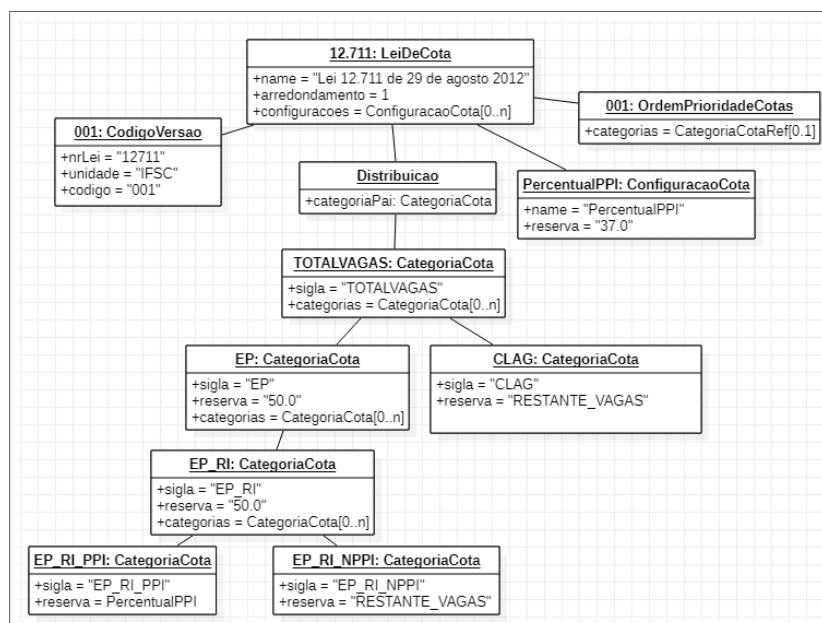 12.711: LeiDeCota
+name = "Lei 12.711 de 29 de agosto 2012"
+arredondamento = 1
+configuracoes = ConfiguracaoCota[0..n]
001: OrdemPrioridadeCotas
+categorias = CategoriaCotaRef[0.1]
001: CodigoVersao
+nrLei = "12711"
+unidade = "IFSC"
+codigo = "001"
Distribuicao
+categoriaPai: CategoriaCota
PercentualPPI: ConfiguracaoCota
+name = "PercentualPPI"
+reserva = "37.0"
TOTALVAGAS: CategoriaCota
+sigla = "TOTALVAGAS"
+categorias = CategoriaCota[0..n]
EP: CategoriaCota
+sigla = "EP"
+reserva = "50.0"
+categorias = CategoriaCota[0..n]
CLAG: CategoriaCota
+sigla = "CLAG"
+reserva = "RESTANTE_VAGAS"
EP_RI: CategoriaCota
+sigla = "EP_RI"
+reserva = "50.0"
+categorias = CategoriaCota[0..n]
EP_RI_PPI: CategoriaCota
+sigla = "EP_RI_PPI"
+reserva = PercentualPPI
EP_RI_NPPI: CategoriaCota
+sigla = "EP_RI_NPPI"
+reserva = "RESTANTE_VAGAS"